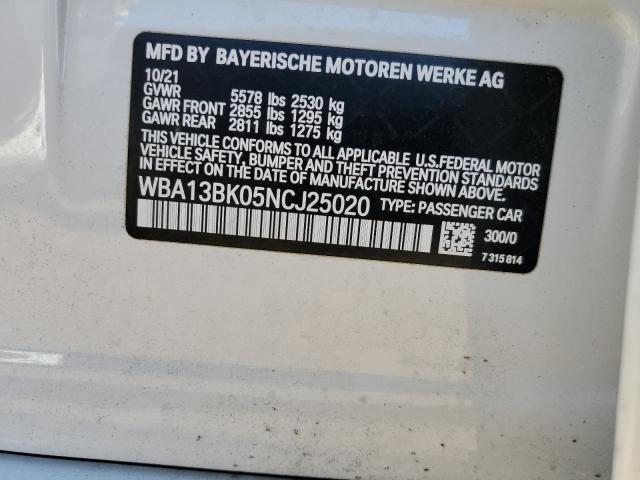 MFD BY BAYERISCHE MOTOREN WERKE AG
10/21
GVWR 5578 lbs 2530 kg
GAWR FRONT 2855 lbs 1295 kg
GAWR REAR 2811 lbs 1275 kg
THIS VEHICLE CONFORMS TO ALL APPLICABLE U.S. FEDERAL MOTOR
VEHICLE SAFETY, BUMPER AND THEFT PREVENTION STANDARDS
IN EFFECT ON THE DATE OF MANUFACTURE SHOWN ABOVE.
WBA13BK05NCJ25020 TYPE: PASSENGER CAR
300/0
7 315 814